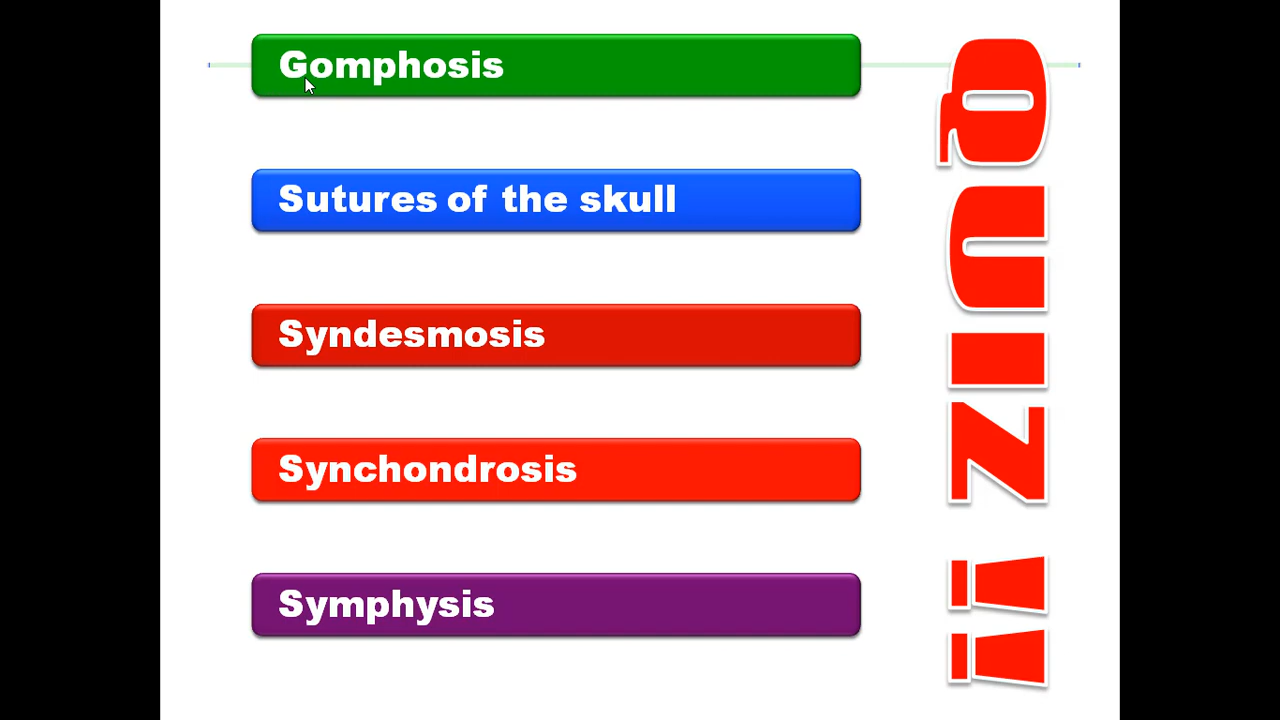 Gomphosis
Sutures of the skull
Syndesmosis
Synchondrosis
Symphysis
QUIZ!!